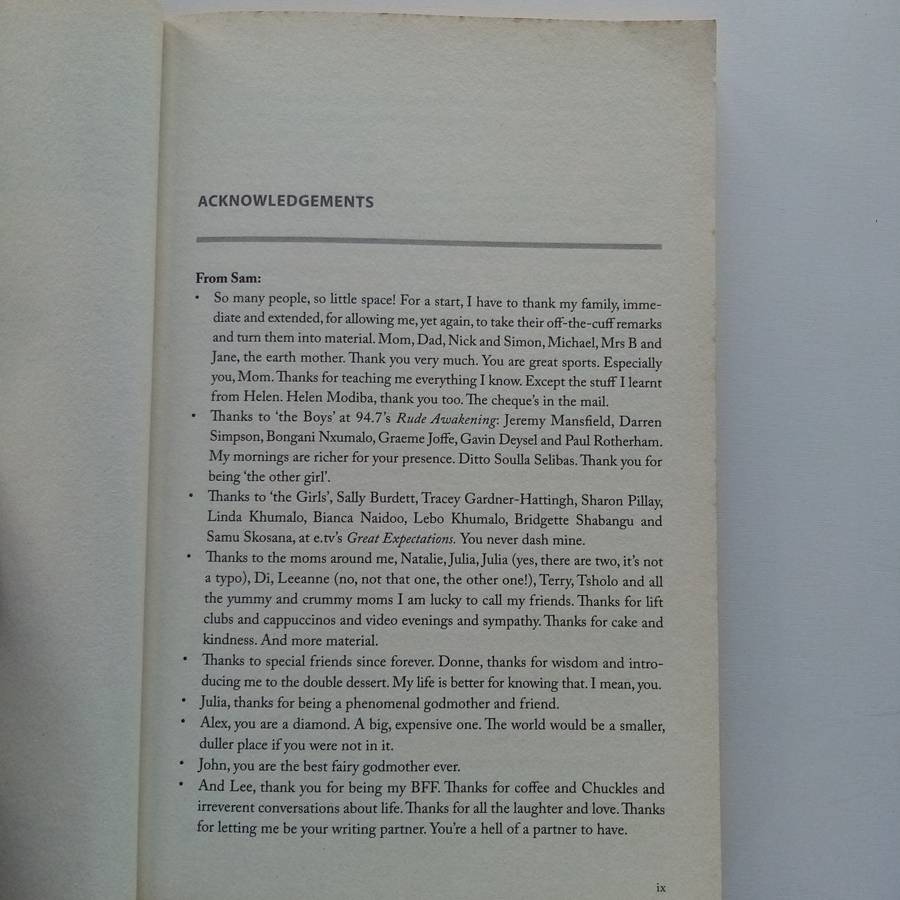 ACKNOWLEDGEMENTS
From Sam:
• So many people, so little space! For a start, I have to thank my family, imme-
diate and extended, for allowing me, yet again, to take their off-the-cuff remarks
and turn them into material. Mom, Dad, Nick and Simon, Michael, Mrs B and
Jane, the earth mother. Thank you very much. You are great sports. Especially
you, Mom. Thanks for teaching me everything I know. Except the stuff I learnt
from Helen. Helen Modiba, thank you too. The cheque's in the mail.
• Thanks to ‘the Boys’ at 94.7’s Rude Awakening: Jeremy Mansfield, Darren
Simpson, Bongani Nxumalo, Graeme Joffe, Gavin Deysel and Paul Rotherham.
My mornings are richer for your presence. Ditto Soulla Selibas. Thank you for
being ‘the other girl’.
• Thanks to ‘the Girls’, Sally Burdett, Tracey Gardner-Hattingh, Sharon Pillay,
Linda Khumalo, Bianca Naidoo, Lebo Khumalo, Bridgette Shabangu and
Samu Skosana, at e.tv’s Great Expectations. You never dash mine.
• Thanks to the moms around me, Natalie, Julia, Julia (yes, there are two, it’s not
a typo), Di, Leeanne (no, not that one, the other one!), Terry, Tsholo and all
the yummy and crummy moms I am lucky to call my friends. Thanks for lift
clubs and cappuccinos and video evenings and sympathy. Thanks for cake and
kindness. And more material.
• Thanks to special friends since forever. Donne, thanks for wisdom and intro-
ducing me to the double dessert. My life is better for knowing that. I mean, you.
• Julia, thanks for being a phenomenal godmother and friend.
• Alex, you are a diamond. A big, expensive one. The world would be a smaller,
duller place if you were not in it.
• John, you are the best fairy godmother ever.
• And Lee, thank you for being my BFF. Thanks for coffee and Chuckles and
irreverent conversations about life. Thanks for all the laughter and love. Thanks
for letting me be your writing partner. You’re a hell of a partner to have.
ix